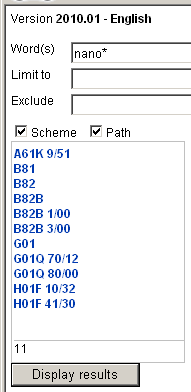 Version 2010.01 - English
Word(s) nano*
Limit to
Exclude
Scheme Path
A61K 9/51
B81
B82
B82B
B82B 1/00
B82B 3/00
G01
G01Q 70/12
G01Q 80/00
H01F 10/32
H01F 41/30
11
Display results